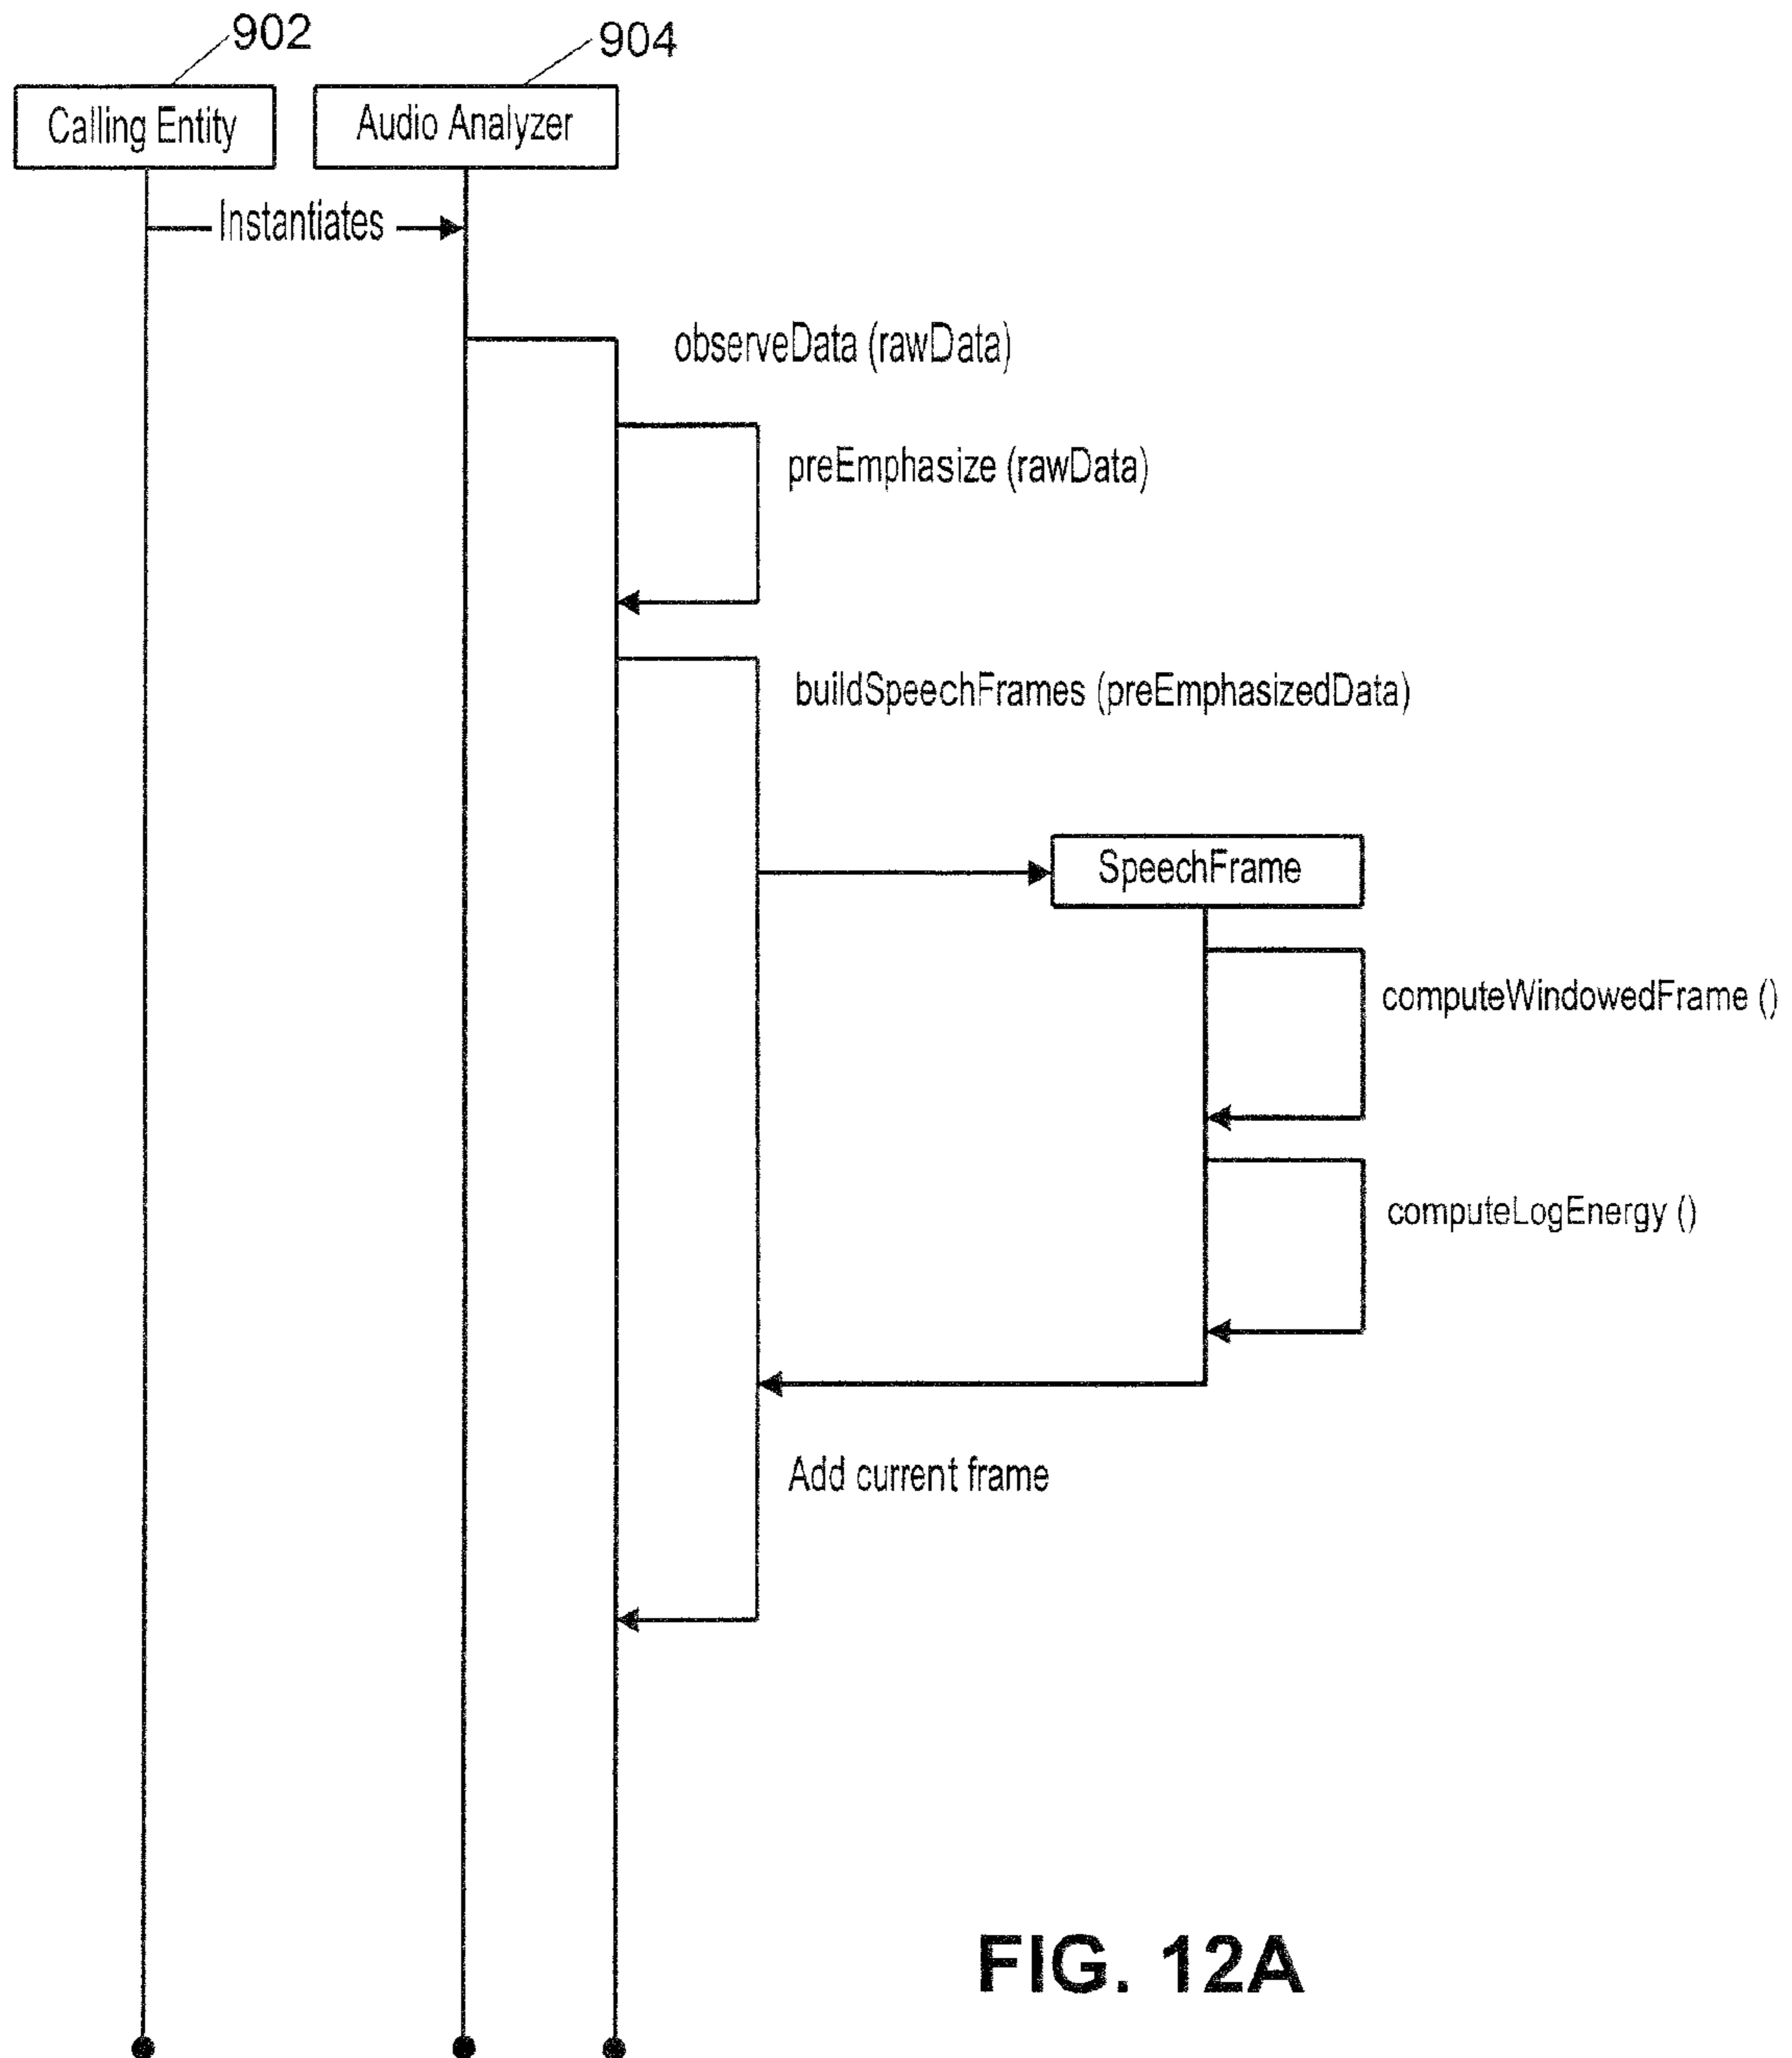 902
904
Calling Entity
Audio Analyzer
Instantiates
observeData (rawData)
preEmphasize (rawData)
buildSpeechFrames (preEmphasizedData)
SpeechFrame
computeWindowedFrame ()
computeLogEnergy ()
Add current frame
FIG. 12A